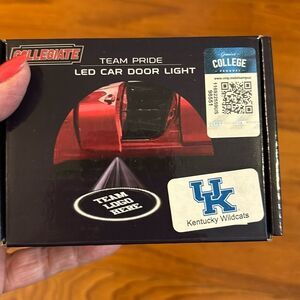 COLLEGIATE
TEAM PRIDE
LED CAR DOOR LIGHT
COLLEGE
TEAM
LOGO
HERE
UK
Kentucky Wildcats